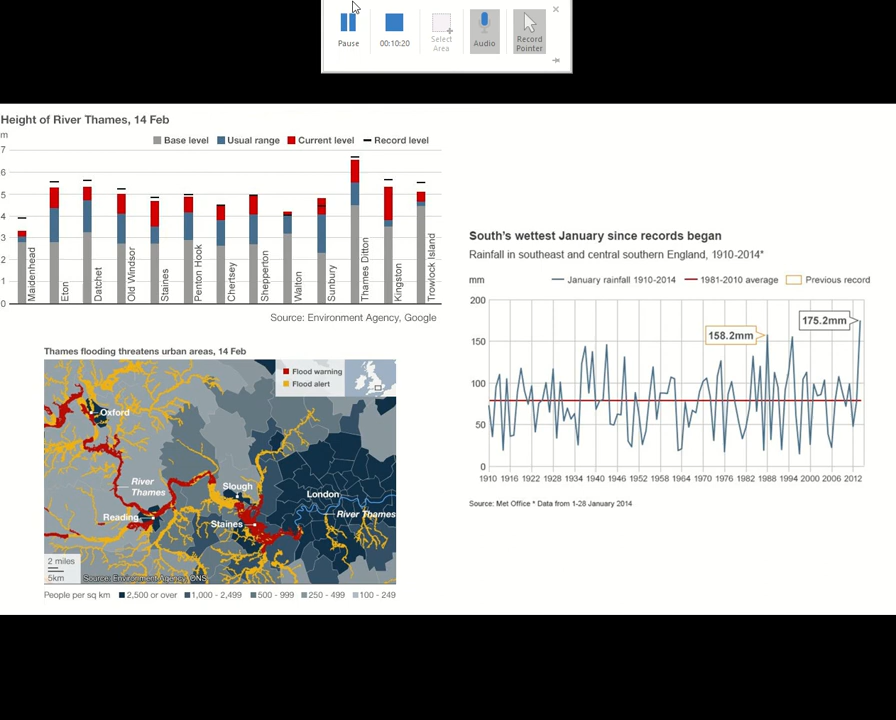 Pause
00:10:20
Select
Area
Audio
Record
Pointer
Height of River Thames, 14 Feb
m
Base level
Usual range
Current level
Record level
7
6
5
4
3
2
1
0
Maidenhead
Eton
Datchet
Old Windsor
Staines
Penton Hook
Chertsey
Shepperton
Walton
Sunbury
Thames Ditton
Kingston
Trowlock Island
Source: Environment Agency, Google
Thames flooding threatens urban areas, 14 Feb
Flood warning
Flood alert
Oxford
River
Thames
Reading
Slough
Staines
London
River Thames
2 miles
5km
Source: Environment Agency, ONS
People per sq km
2,500 or over
1,000 - 2,499
500 - 999
250 - 499
100 - 249
South's wettest January since records began
Rainfall in southeast and central southern England, 1910-2014*
mm
January rainfall 1910-2014
1981-2010 average
Previous record
200
150
100
50
0
158.2mm
175.2mm
1910 1916 1922 1928 1934 1940 1946 1952 1958 1964 1970 1976 1982 1988 1994 2000 2006 2012
Source: Met Office * Data from 1-28 January 2014